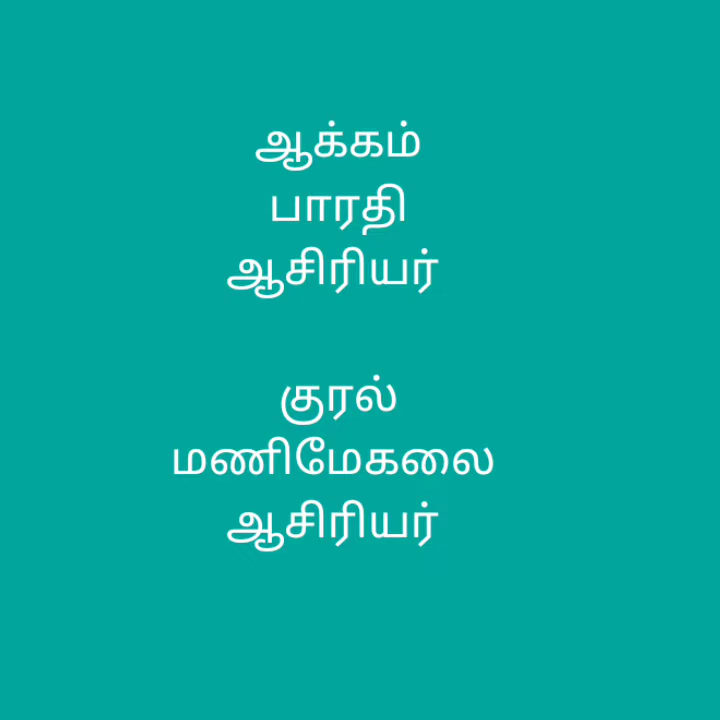 ஆக்கம்
பாரதி
ஆசிரியர்
குரல்
மணிமேகலை
ஆசிரியர்